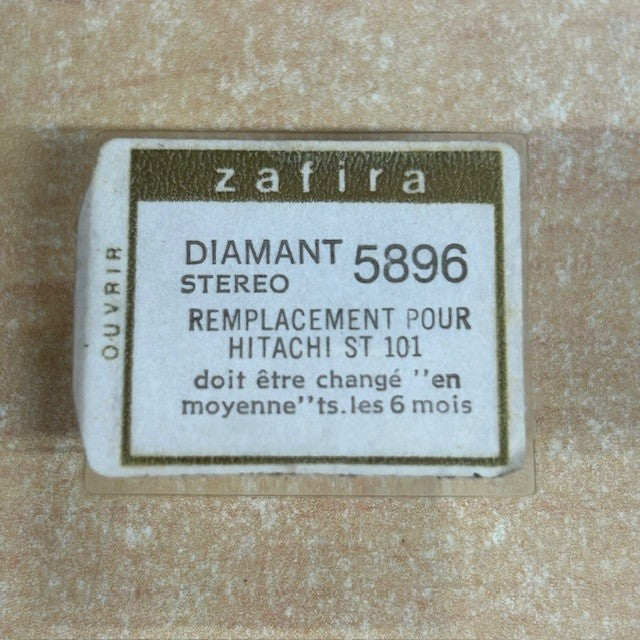 zafira
OUVRIR
DIAMANT 5896
STEREO
REMPLACEMENT POUR
HITACHI ST 101
doit être changé "en
moyenne" ts. les 6 mois